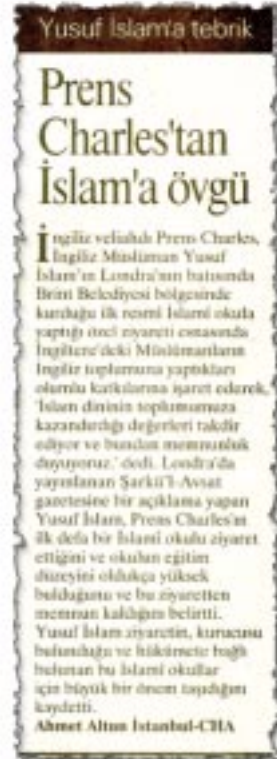 Yusuf İslam'a tebrik
Prens
Charles'tan
İslam'a övgü
İngiliz veliahdı Prens Charles,
İngiliz Müslüman Yusuf
İslam'ın Londra'nın batısında
Brint Belediyesi bölgesinde
kurduğu ilk resmi İslami okula
yaptığı özel ziyareti esnasında
İngiltere'deki Müslümanların
İngiliz toplumuna yaptıkları
olumlu katkılarına işaret ederek,
'İslam dininin toplumumuza
kazandırdığı değerleri takdir
ediyor ve bundan memnunluk
duyuyoruz.' dedi. Londra'da
yayınlanan Şarkü'l-Avsat
gazetesine bir açıklama yapan
Yusuf İslam, Prens Charles'ın
ilk defa bir İslami okulu ziyaret
ettiğini ve okulun eğitim
düzeyini oldukça yüksek
bulduğunu ve bu ziyaretten
memnun kaldığını belirtti.
Yusuf İslam ziyaretin, kurucusu
bulunduğu ve hükümete bağlı
bulunan bu İslami okullar
için büyük bir önem taşıdığını
kaydetti.
Ahmet Altun İstanbul-CHA